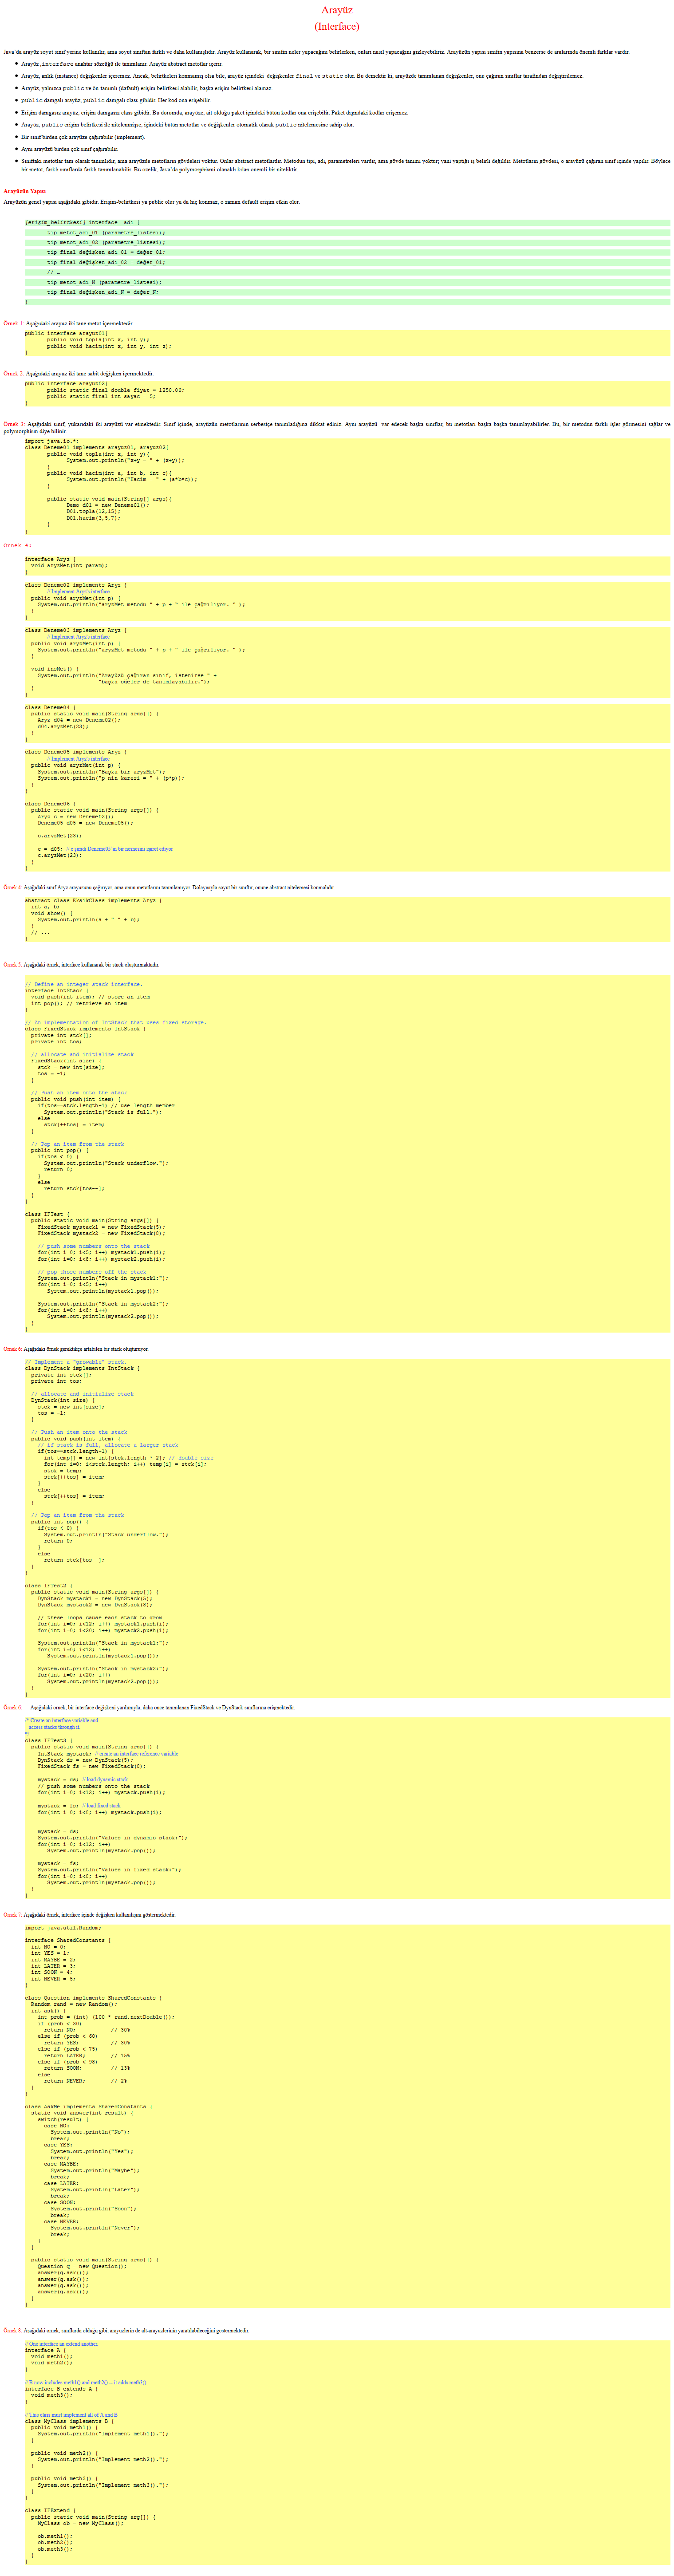 Arayüz
(Interface)
Java'da arayüz soyut sınıf yerine kullanılır, ama soyut sınıftan farklı ve daha kullanışlıdır. Arayüz kullanarak, bir sınıfın neler yapacağını belirlerken, onları nasıl yapacağını gizleyebiliriz. Arayüzün yapısı sınıfın yapısına benzerse de aralarında önemli farklar vardır.
• Arayüz ,interface anahtar sözcüğü ile tanımlanır. Arayüz abstract metotlar içerir.
• Arayüz, anlık (instance) değişkenler içeremez. Ancak, belirtkeleri konmamış olsa bile, arayüz içindeki değişkenler final ve static olur. Bu demektir ki, arayüzde tanımlanan değişkenler, onu çağıran sınıflar tarafından değiştirilemez.
• Arayüz, yalnızca public ve ön-tanımlı (dafault) erişim belirtkesi alabilir, başka erişim belirtkesi alamaz.
• public damgalı arayüz, public damgalı class gibidir. Her kod ona erişebilir.
• Erişim damgasız arayüz, erişim damgasız class gibidir. Bu durumda, arayüze, ait olduğu paket içindeki bütün kodlar ona erişebilir. Paket dışındaki kodlar erişemez.
• Arayüz, public erişim belirtkesi ile nitelenmişse, içindeki bütün metotlar ve değişkenler otomatik olarak public nitelemesine sahip olur.
• Bir sınıf birden çok arayüze çağırabilir (implement).
• Aynı arayüzü birden çok sınıf çağırabilir.
• Sınıftaki metotlar tam olarak tanımlıdır, ama arayüzde metotların gövdeleri yoktur. Onlar abstract metotlardır. Metodun tipi, adı, parametreleri vardır, ama gövde tanımı yoktur; yani yaptığı iş belirli değildir. Metotların gövdesi, o arayüzü çağıran sınıf içinde yapılır. Böylece
bir metot, farklı sınıflarda farklı tanımlanabilir. Bu özelik, Java'da polymorphismi olanaklı kılan önemli bir niteliktir.
Arayüzün Yapısı
Arayüzün genel yapısı aşağıdaki gibidir. Erişim-belirtkesi ya public olur ya da hiç konmaz, o zaman default erişim etkin olur.
[erişim_belirtkesi] interface adı {
tip metot_adı_01 (parametre_listesi);
tip metot_adı_02 (parametre_listesi);
tip final değişken_adı_01 = değer_01;
tip final değişken_adı_02 = değer_01;
// …
tip metot_adı_N (parametre_listesi);
tip final değişken_adı_N = değer_N;
}
Örnek 1: Aşağıdaki arayüz iki tane metot içermektedir.
public interface arayuz01{
public void topla(int x, int y);
public void hacim(int x, int y, int z);
}
Örnek 2: Aşağıdaki arayüz iki tane sabit değişken içermektedir.
public interface arayuz02{
public static final double fiyat = 1250.00;
public static final int sayac = 5;
}
Örnek 3: Aşağıdaki sınıf, yukarıdaki iki arayüzü var etmektedir. Sınıf içinde, arayüzün metotlarının serbestçe tanımladığına dikkat ediniz. Aynı arayüzü var edecek başka sınıflar, bu metotları başka başka tanımlayabilirler. Bu, bir metodun farklı işler görmesini sağlar ve
polymorphism diye bilinir.
import java.io.*;
class Deneme01 implements arayuz01, arayuz02{
public void topla(int x, int y){
System.out.println("x+y = " + (x+y));
}
public void hacim(int a, int b, int c){
System.out.println("Hacim = " + (a*b*c));
}
public static void main(String[] args){
Demo d01 = new Deneme01();
D01.topla(12,15);
D01.hacim(3,5,7);
}
}
Örnek 4:
interface Aryz {
void aryzMet(int param);
}
class Deneme02 implements Aryz {
// Implement Aryz's interface
public void aryzMet(int p) {
System.out.println("aryzMet metodu " + p + " ile çağrılıyor. " );
}
}
class Deneme03 implements Aryz {
// Implement Aryz's interface
public void aryzMet(int p) {
System.out.println("aryzMet metodu " + p + " ile çağrılıyor. " );
}
void insMet() {
System.out.println("Arayüzü çağıran sınıf, istenirse " +
"başka öğeler de tanımlayabilir.");
}
}
class Deneme04 {
public static void main(String args[]) {
Aryz d04 = new Deneme02();
d04.aryzMet(23);
}
}
class Deneme05 implements Aryz {
// Implement Aryz's interface
public void aryzMet(int p) {
System.out.println("Başka bir aryzMet");
System.out.println("p nin karesi = " + (p*p));
}
}
class Deneme06 {
public static void main(String args[]) {
Aryz c = new Deneme02();
Deneme05 d05 = new Deneme05();
c.aryzMet(23);
c = d05; // c şimdi Deneme05'in bir nesnesini işaret ediyor
c.aryzMet(23);
}
}
Örnek 4: Aşağıdaki sınıf Aryz arayüzünü çağırıyor, ama onun metotlarını tanımlamıyor. Dolayısıyla soyut bir sınıftır, önüne abstract nitelemesi konmalıdır.
abstract class EksikClass implements Aryz {
int a, b;
void show() {
System.out.println(a + " " + b);
}
// ...
}
Örnek 5: Aşağıdaki örnek, interface kullanarak bir stack oluşturmaktadır.
// Define an integer stack interface.
interface IntStack {
void push(int item); // store an item
int pop(); // retrieve an item
}
// An implementation of IntStack that uses fixed storage.
class FixedStack implements IntStack {
private int stck[];
private int tos;
// allocate and initialize stack
FixedStack(int size) {
stck = new int[size];
tos = -1;
}
// Push an item onto the stack
public void push(int item) {
if(tos==stck.length-1) // use length member
System.out.println("Stack is full.");
else
stck[++tos] = item;
}
// Pop an item from the stack
public int pop() {
if(tos < 0) {
System.out.println("Stack underflow.");
return 0;
}
else
return stck[tos--];
}
}
class IFTest {
public static void main(String args[]) {
FixedStack mystack1 = new FixedStack(5);
FixedStack mystack2 = new FixedStack(8);
// push some numbers onto the stack
for(int i=0; i<5; i++) mystack1.push(i);
for(int i=0; i<8; i++) mystack2.push(i);
// pop those numbers off the stack
System.out.println("Stack in mystack1:");
for(int i=0; i<5; i++)
System.out.println(mystack1.pop());
System.out.println("Stack in mystack2:");
for(int i=0; i<8; i++)
System.out.println(mystack2.pop());
}
}
Örnek 6: Aşağıdaki örnek gerektikçe artabilen bir stack oluşturuyor.
// Implement a "growable" stack.
class DynStack implements IntStack {
private int stck[];
private int tos;
// allocate and initialize stack
DynStack(int size) {
stck = new int[size];
tos = -1;
}
// Push an item onto the stack
public void push(int item) {
// if stack is full, allocate a larger stack
if(tos==stck.length-1) {
int temp[] = new int[stck.length * 2]; // double size
for(int i=0; i<stck.length; i++) temp[i] = stck[i];
stck = temp;
stck[++tos] = item;
}
else
stck[++tos] = item;
}
// Pop an item from the stack
public int pop() {
if(tos < 0) {
System.out.println("Stack underflow.");
return 0;
}
else
return stck[tos--];
}
}
class IFTest2 {
public static void main(String args[]) {
DynStack mystack1 = new DynStack(5);
DynStack mystack2 = new DynStack(8);
// these loops cause each stack to grow
for(int i=0; i<12; i++) mystack1.push(i);
for(int i=0; i<20; i++) mystack2.push(i);
System.out.println("Stack in mystack1:");
for(int i=0; i<12; i++)
System.out.println(mystack1.pop());
System.out.println("Stack in mystack2:");
for(int i=0; i<20; i++)
System.out.println(mystack2.pop());
}
}
Örnek 6: Aşağıdaki örnek, bir interface değişkeni yardımıyla, daha önce tanımlanan FixedStack ve DynStack sınıflarına erişmektedir.
/* Create an interface variable and
access stacks through it.
*/
class IFTest3 {
public static void main(String args[]) {
IntStack mystack; // create an interface reference variable
DynStack ds = new DynStack(5);
FixedStack fs = new FixedStack(8);
mystack = ds; // load dynamic stack
// push some numbers onto the stack
for(int i=0; i<12; i++) mystack.push(i);
mystack = fs; // load fixed stack
for(int i=0; i<8; i++) mystack.push(i);
mystack = ds;
System.out.println("Values in dynamic stack:");
for(int i=0; i<12; i++)
System.out.println(mystack.pop());
mystack = fs;
System.out.println("Values in fixed stack:");
for(int i=0; i<8; i++)
System.out.println(mystack.pop());
}
}
Örnek 7: Aşağıdaki örnek, interface içinde değişken kullanılışını göstermektedir.
import java.util.Random;
interface SharedConstants {
int NO = 0;
int YES = 1;
int MAYBE = 2;
int LATER = 3;
int SOON = 4;
int NEVER = 5;
}
class Question implements SharedConstants {
Random rand = new Random();
int ask() {
int prob = (int) (100 * rand.nextDouble());
if (prob < 30)
return NO; // 30%
else if (prob < 60)
return YES; // 30%
else if (prob < 75)
return LATER; // 15%
else if (prob < 98)
return SOON; // 13%
else
return NEVER; // 2%
}
}
class AskMe implements SharedConstants {
static void answer(int result) {
switch(result) {
case NO:
System.out.println("No");
break;
case YES:
System.out.println("Yes");
break;
case MAYBE:
System.out.println("Maybe");
break;
case LATER:
System.out.println("Later");
break;
case SOON:
System.out.println("Soon");
break;
case NEVER:
System.out.println("Never");
break;
}
}
public static void main(String args[]) {
Question q = new Question();
answer(q.ask());
answer(q.ask());
answer(q.ask());
answer(q.ask());
}
}
Örnek 8: Aşağıdaki örnek, sınıflarda olduğu gibi, arayüzlerin de alt-arayüzlerinin yaratılabileceğini göstermektedir.
// One interface an extend another.
interface A {
void meth1();
void meth2();
}
// B now includes meth1() and meth2() -- it adds meth3().
interface B extends A {
void meth3();
}
// This class must implement all of A and B
class MyClass implements B {
public void meth1() {
System.out.println("Implement meth1().");
}
public void meth2() {
System.out.println("Implement meth2().");
}
public void meth3() {
System.out.println("Implement meth3().");
}
}
class IFExtend {
public static void main(String arg[]) {
MyClass ob = new MyClass();
ob.meth1();
ob.meth2();
ob.meth3();
}
}